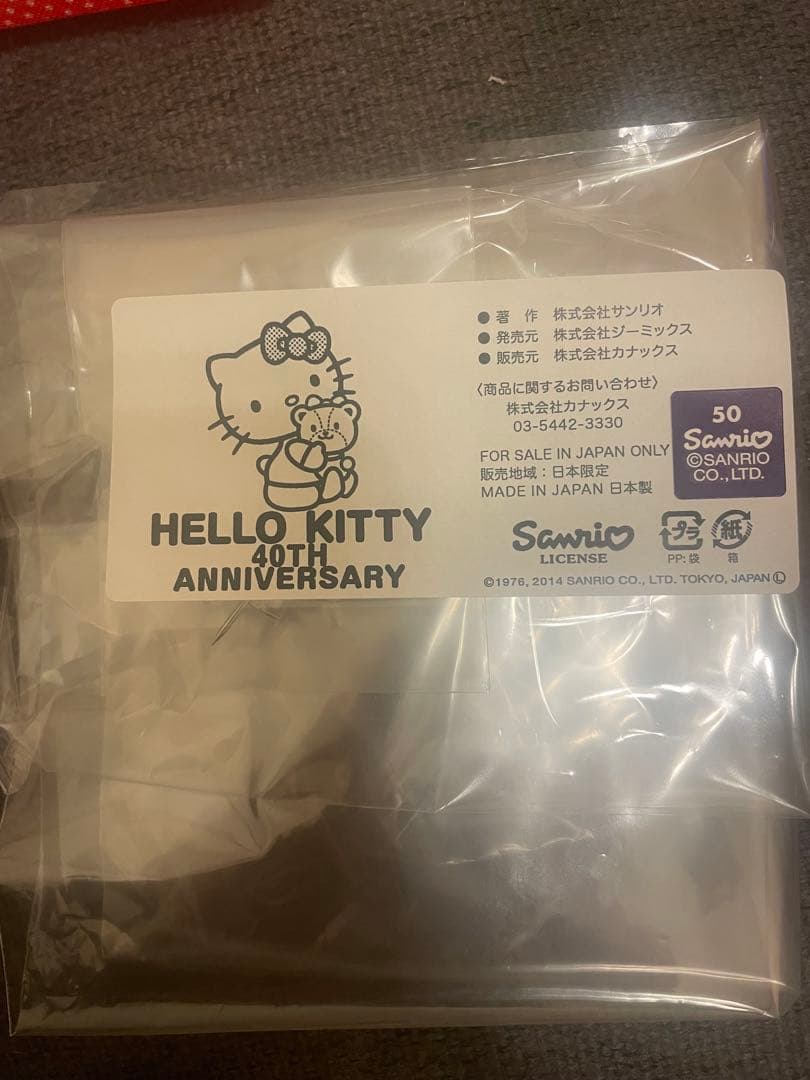 HELLO KITTY
40TH
ANNIVERSARY
● 著 作 株式会社サンリオ
● 発売元 株式会社ジーミックス
● 販売元 株式会社カナックス
〈商品に関するお問い合わせ〉
株式会社カナックス
03-5442-3330
FOR SALE IN JAPAN ONLY
販売地域：日本限定
MADE IN JAPAN 日本製
50
Sanrio
©SANRIO
CO.,LTD.
Sanrio
LICENSE
プラ
PP: 袋
紙
箱
©1976, 2014 SANRIO CO., LTD. TOKYO, JAPAN Ⓛ